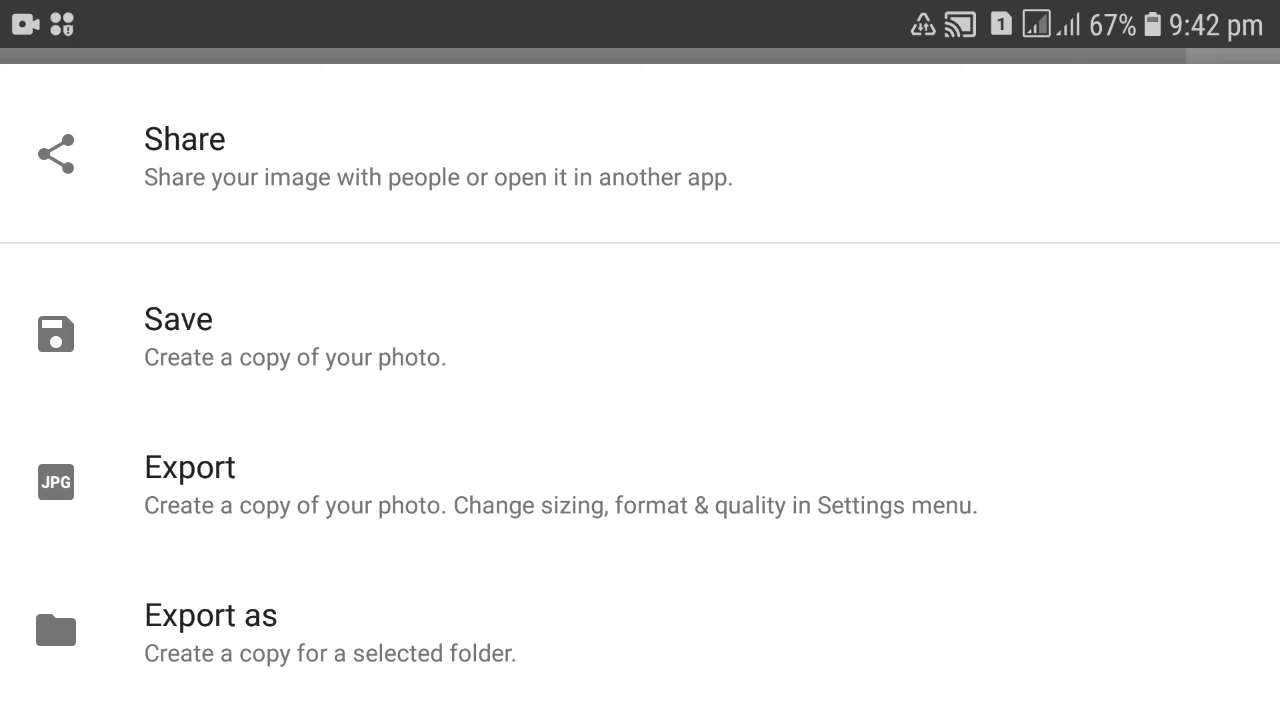 1 67% 9:42 pm
Share
Share your image with people or open it in another app.
Save
Create a copy of your photo.
JPG
Export
Create a copy of your photo. Change sizing, format & quality in Settings menu.
Export as
Create a copy for a selected folder.